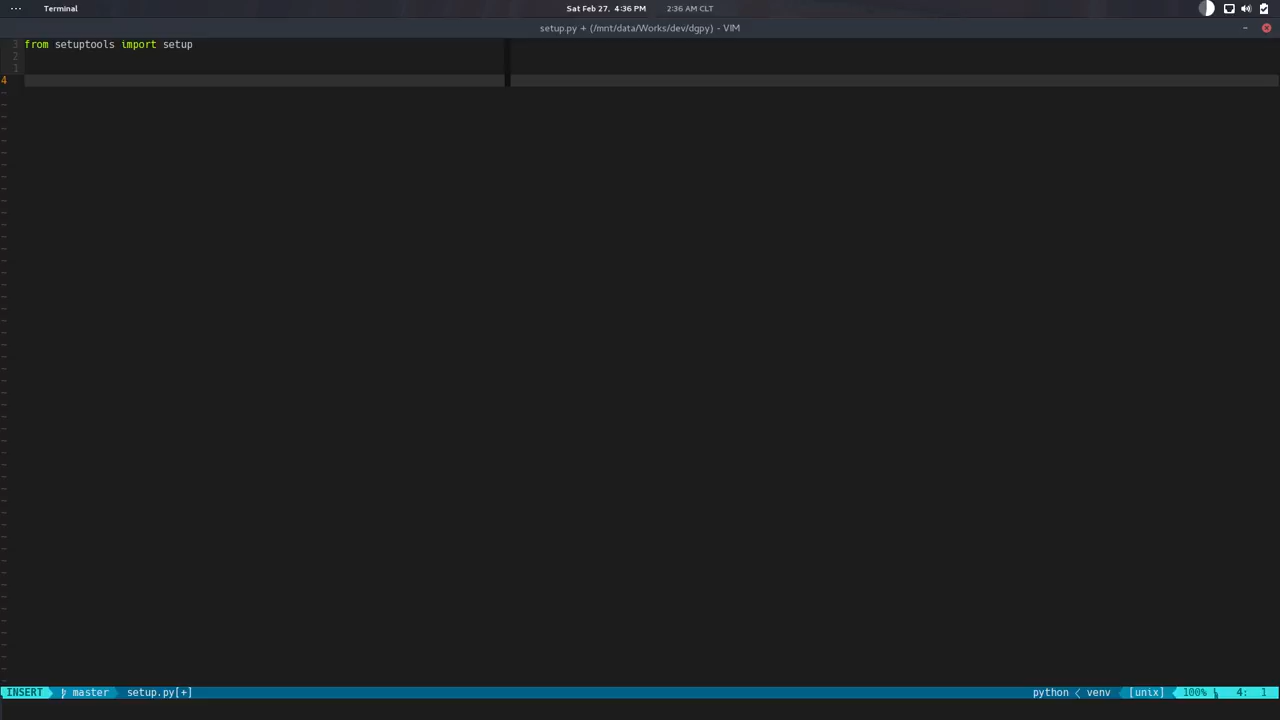 Terminal
Sat Feb 27, 4:36 PM
2:36 AM CLT
setup.py + (/mnt/data/Works/dev/dgpy) - VIM
3 from setuptools import setup
2
1
4
INSERT master setup.py[+] python < venv [unix] 100% 4: 1